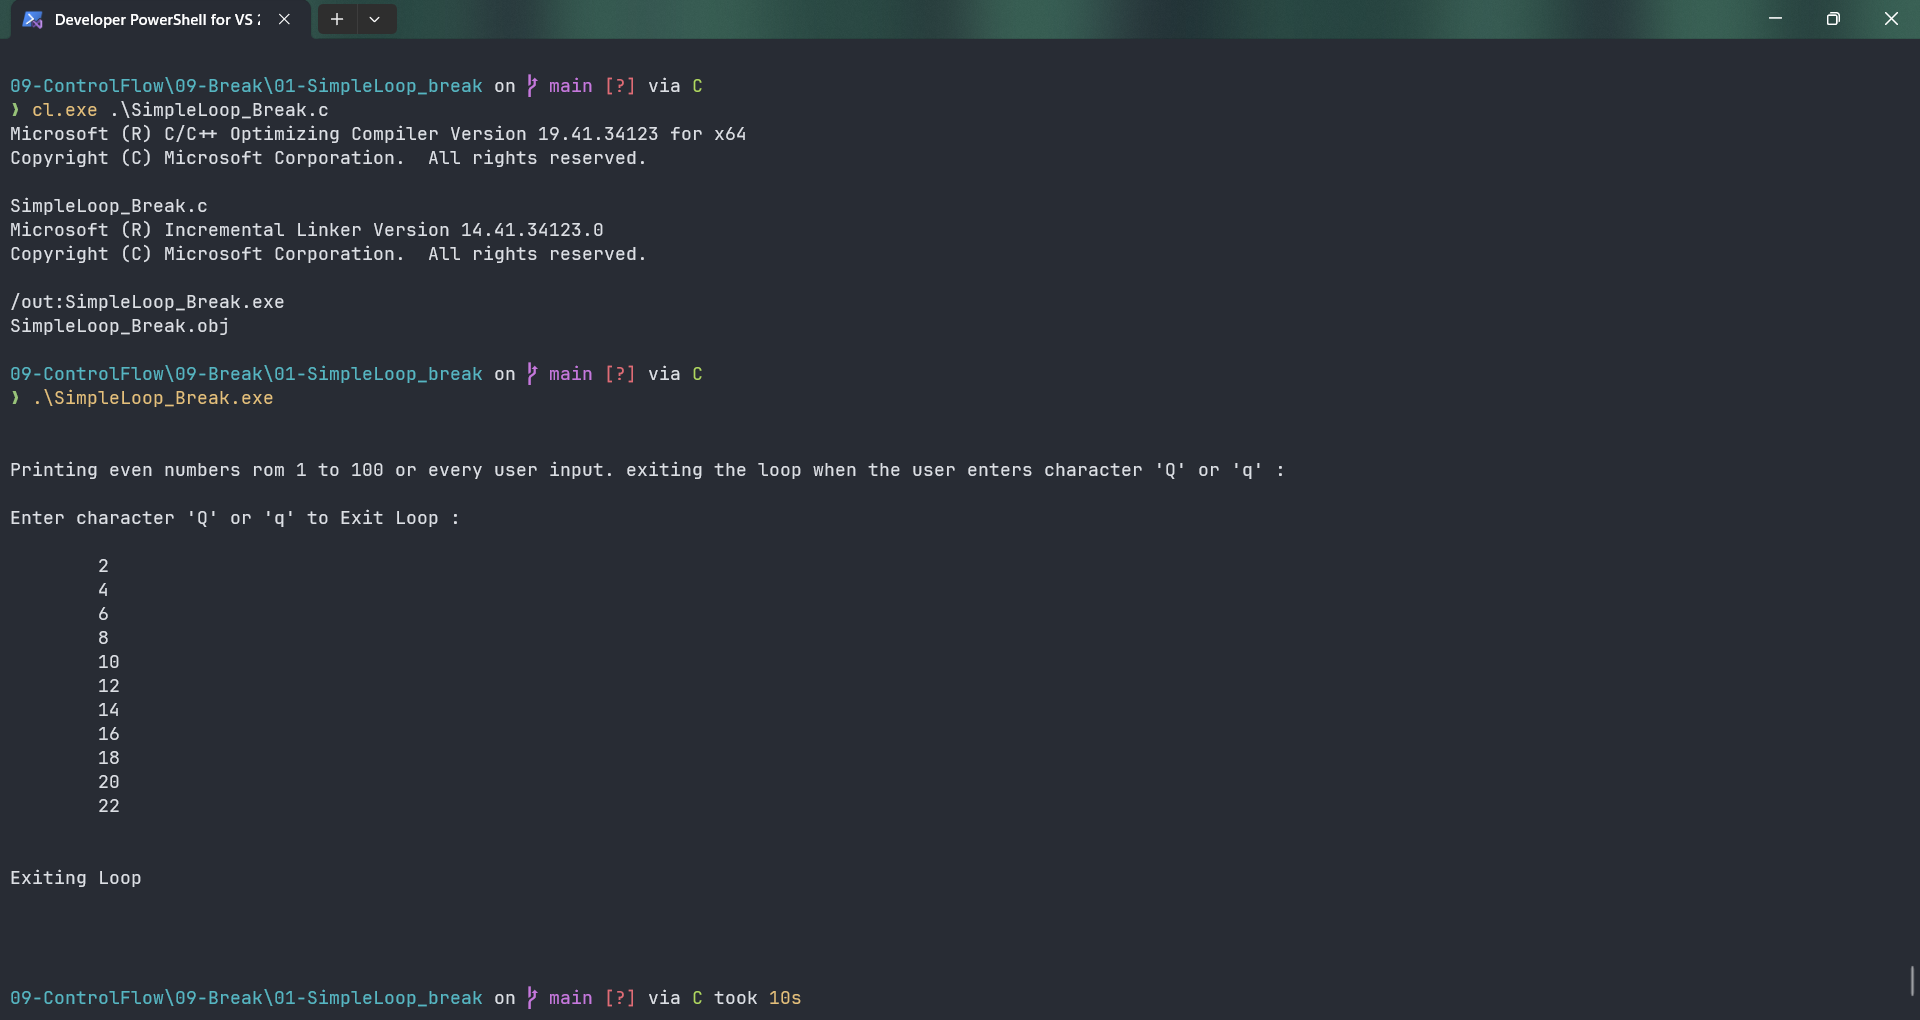 Developer PowerShell for VS 2
09-ControlFlow\09-Break\01-SimpleLoop_break on main [?] via C
❯ cl.exe .\SimpleLoop_Break.c
Microsoft (R) C/C++ Optimizing Compiler Version 19.41.34123 for x64
Copyright (C) Microsoft Corporation.  All rights reserved.
SimpleLoop_Break.c
Microsoft (R) Incremental Linker Version 14.41.34123.0
Copyright (C) Microsoft Corporation.  All rights reserved.
/out:SimpleLoop_Break.exe
SimpleLoop_Break.obj
09-ControlFlow\09-Break\01-SimpleLoop_break on main [?] via C
❯ .\SimpleLoop_Break.exe
Printing even numbers rom 1 to 100 or every user input. exiting the loop when the user enters character 'Q' or 'q' :
Enter character 'Q' or 'q' to Exit Loop :
2
4
6
8
10
12
14
16
18
20
22
Exiting Loop
09-ControlFlow\09-Break\01-SimpleLoop_break on main [?] via C took 10s